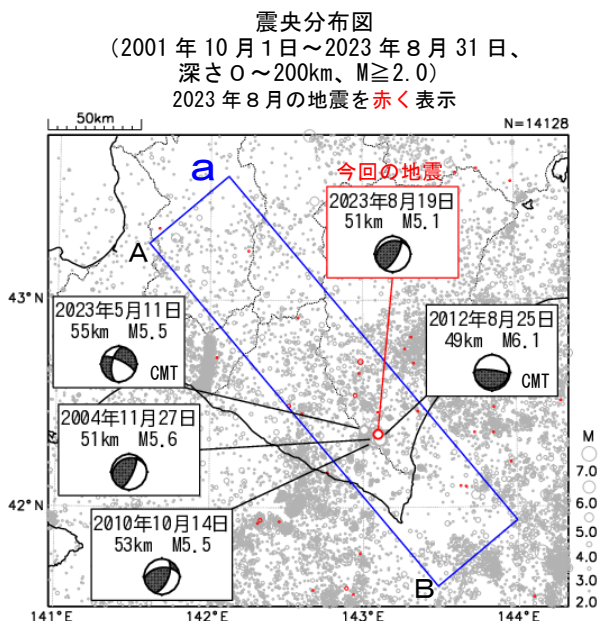 震央分布図
（2001 年 10 月１日～2023 年８月 31 日、
深さ０～200km、M≧2.0）
2023 年８月の地震を赤く表示
50km
N=14128
a
今回の地震
2023年8月19日
51km M5.1
A
43°N
2023年5月11日
55km M5.5
CMT
2012年8月25日
49km M6.1
CMT
2004年11月27日
51km M5.6
42°N
2010年10月14日
53km M5.5
B
M
7.0
6.0
5.0
4.0
3.0
2.0
141°E
142°E
143°E
144°E